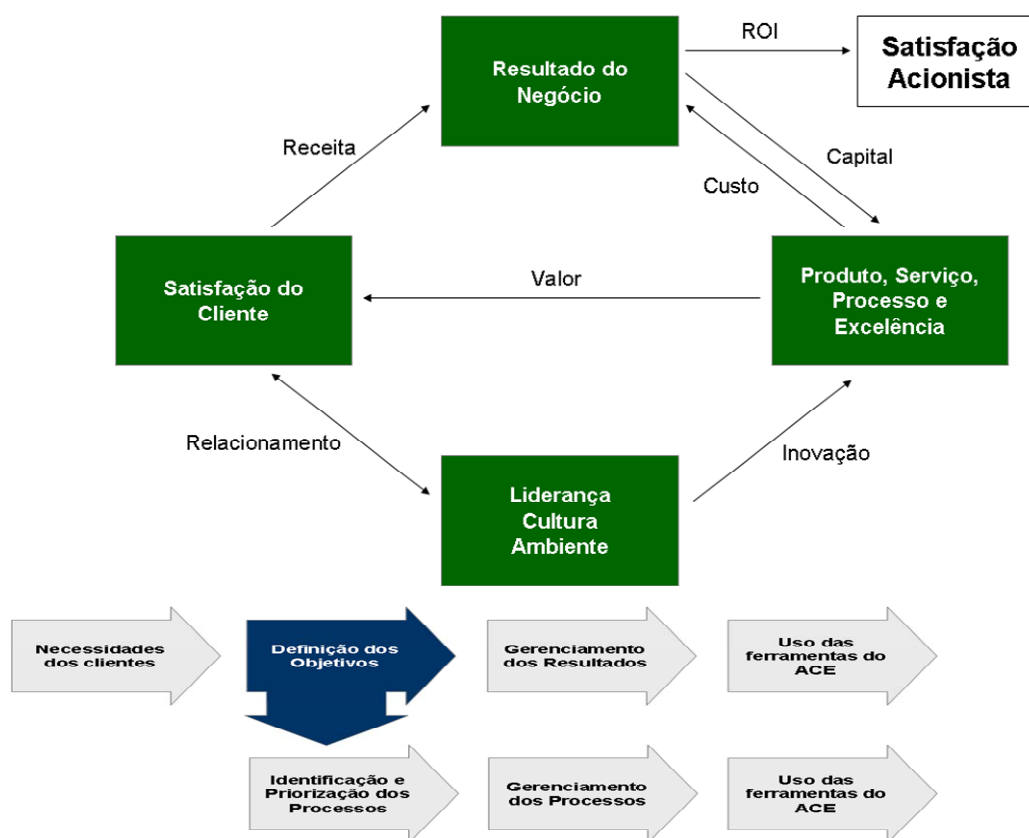 ROI
Satisfação
Acionista
Resultado do
Negócio
Receita
Capital
Custo
Satisfação do
Cliente
Valor
Produto, Serviço,
Processo e
Excelência
Relacionamento
Inovação
Liderança
Cultura
Ambiente
Necessidades
dos clientes
Definição dos
Objetivos
Gerenciamento
dos Resultados
Uso das
ferramentas do
ACE
Identificação e
Priorização dos
Processos
Gerenciamento
dos Processos
Uso das
ferramentas do
ACE